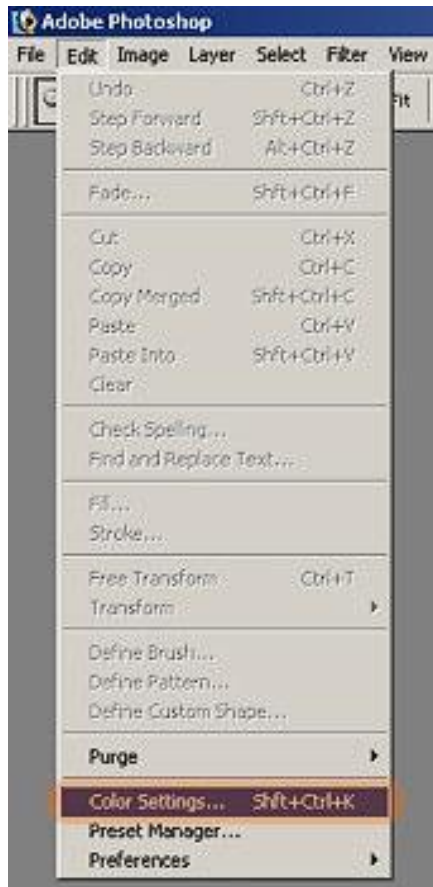 Adobe Photoshop
File Edit Image Layer Select Filter View
Fit
Undo Ctrl+Z
Step Forward Shft+Ctrl+Z
Step Backward Alt+Ctrl+Z
Fade... Shft+Ctrl+F
Cut Ctrl+X
Copy Ctrl+C
Copy Merged Shft+Ctrl+C
Paste Ctrl+V
Paste Into Shft+Ctrl+V
Clear
Check Spelling...
Find and Replace Text...
Fill...
Stroke...
Free Transform Ctrl+T
Transform
Define Brush...
Define Pattern...
Define Custom Shape...
Purge
Color Settings... Shft+Ctrl+K
Preset Manager...
Preferences